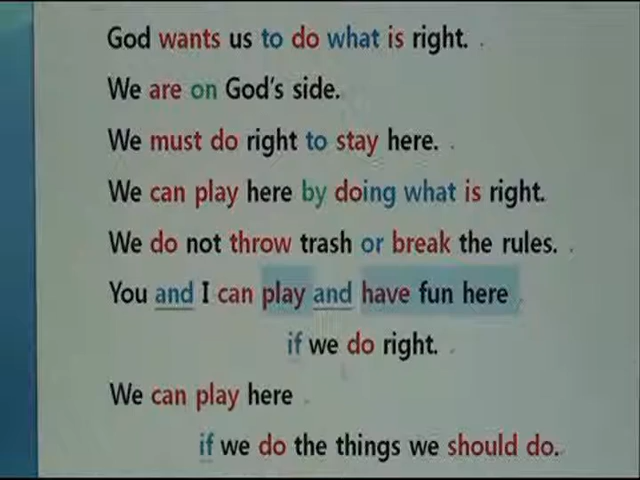 God wants us to do what is right.
We are on God's side.
We must do right to stay here.
We can play here by doing what is right.
We do not throw trash or break the rules.
You and I can play and have fun here
if we do right.
We can play here
if we do the things we should do.